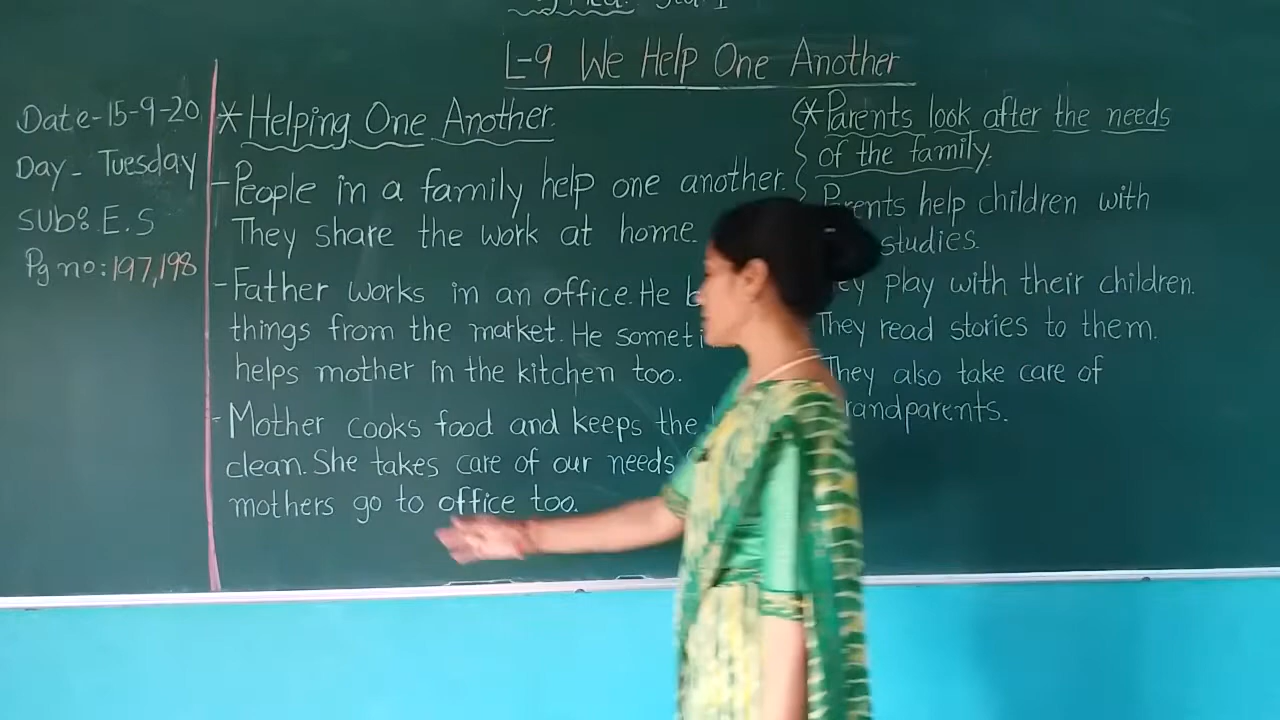 L-9 We Help One Another
Date-15-9-20
Day- Tuesday
Sub: E.S
Pg no: 197,198
* Helping One Another.
- People in a family help one another.
They share the work at home.
- Father works in an office. He
things from the market. He
helps mother in the kitchen too.
- Mother cooks food and keeps the
clean. She takes care of our needs
mothers go to office too.
* Parents look after the needs
of the family.
Parents help children with
studies.
play with their children.
They read stories to them.
They also take care of